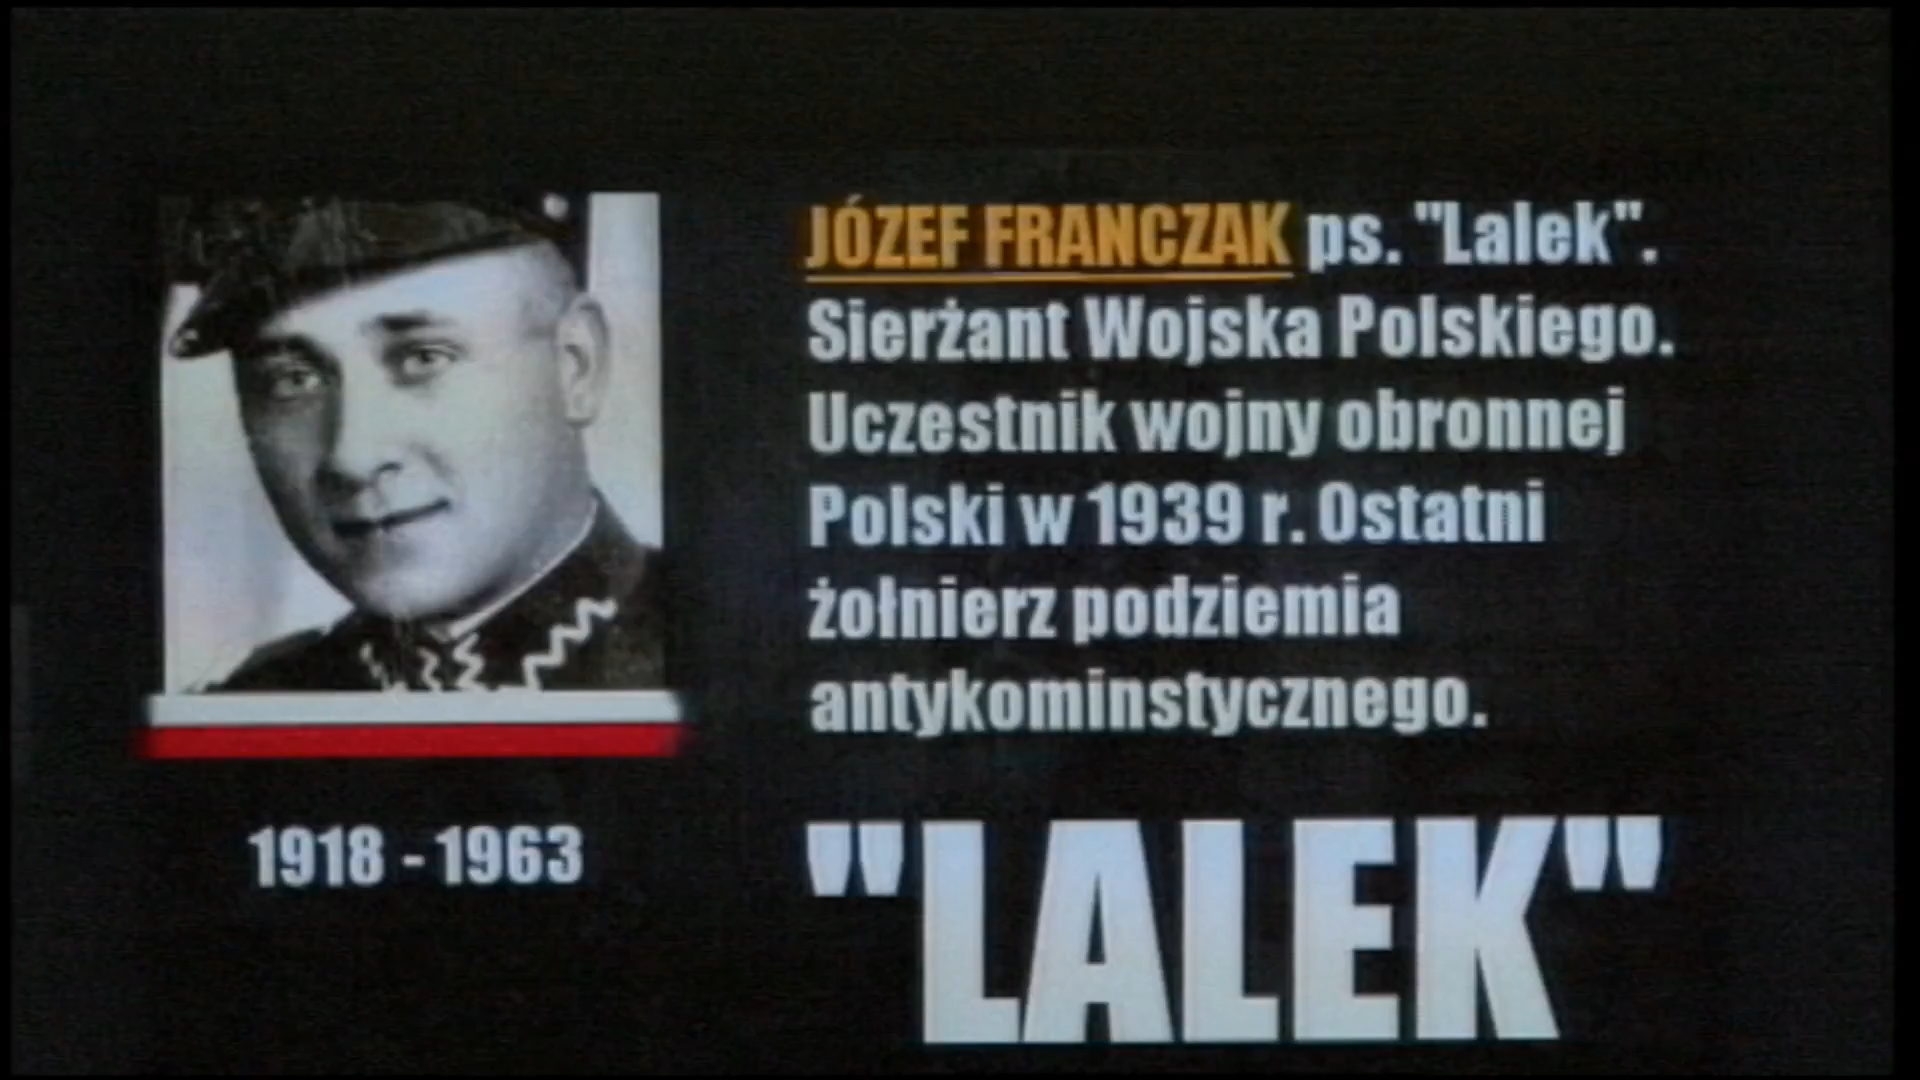 JÓZEF FRANCZAK ps. "Lalek".
Sierżant Wojska Polskiego.
Uczestnik wojny obronnej
Polski w 1939 r. Ostatni
żołnierz podziemia
antykominstycznego.
1918 - 1963
"LALEK"